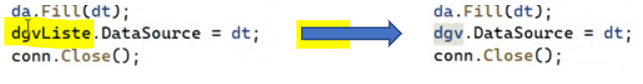 da.Fill(dt);
dgvListe.DataSource = dt;
conn.Close();
da.Fill(dt);
dgv.DataSource = dt;
conn.Close();